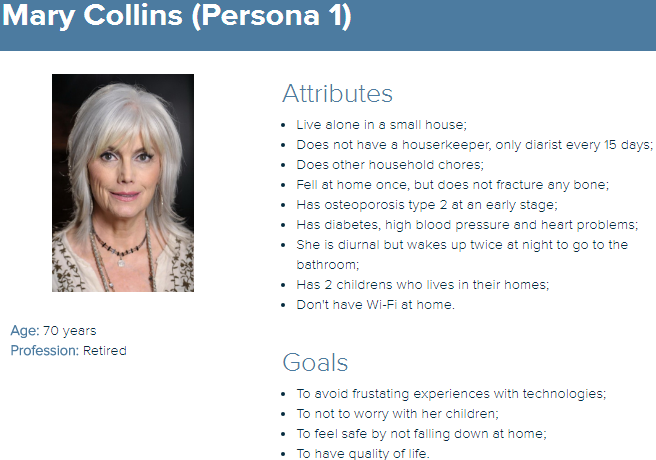 Mary Collins (Persona 1)
Attributes
• Live alone in a small house;
• Does not have a houserkeeper, only diarist every 15 days;
• Does other household chores;
• Fell at home once, but does not fracture any bone;
• Has osteoporosis type 2 at an early stage;
• Has diabetes, high blood pressure and heart problems;
• She is diurnal but wakes up twice at night to go to the
bathroom;
• Has 2 childrens who lives in their homes;
• Don't have Wi-Fi at home.
Age: 70 years
Profession: Retired
Goals
• To avoid frustating experiences with technologies;
• To not to worry with her children;
• To feel safe by not falling down at home;
• To have quality of life.